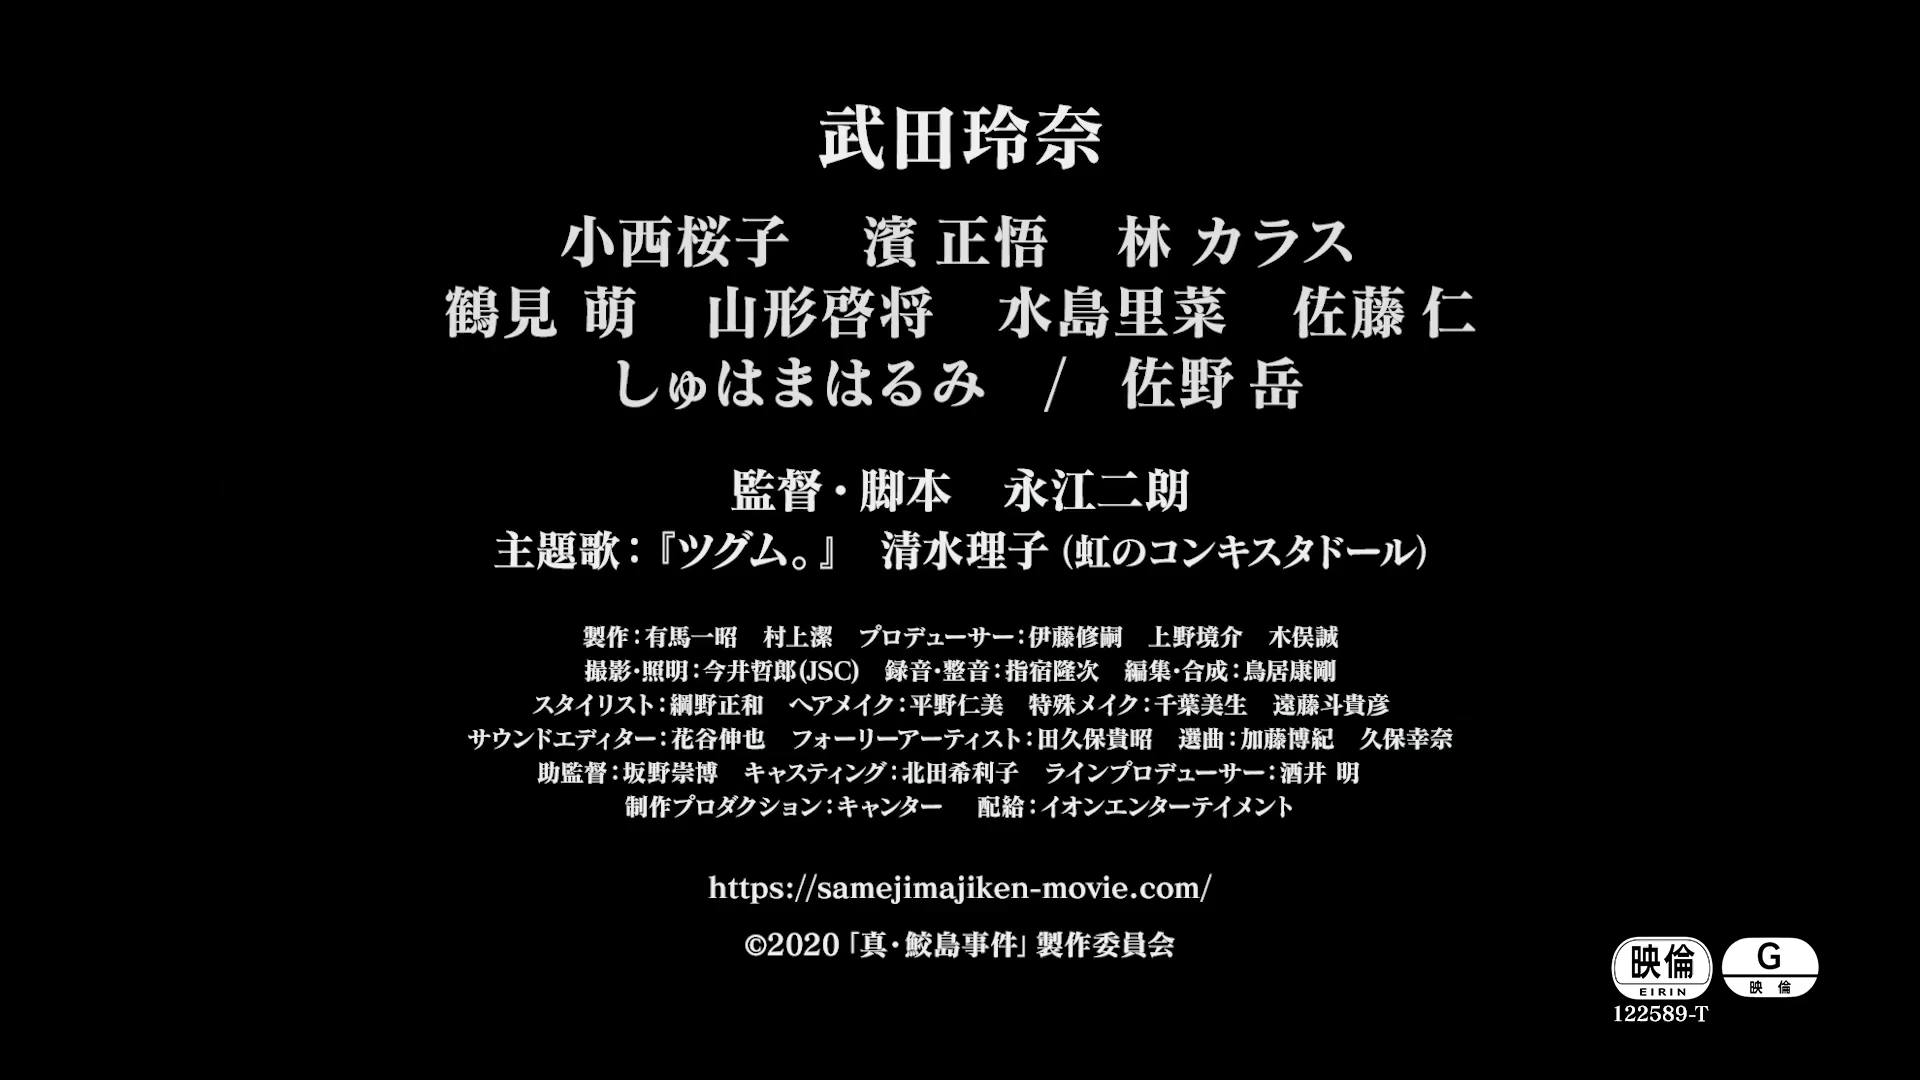 武田玲奈
小西桜子 濱 正悟 林 カラス
鶴見 萌 山形啓将 水島里菜 佐藤 仁
しゅはまはるみ / 佐野 岳
監督・脚本 永江二朗
主題歌：『ツグム。』 清水理子（虹のコンキスタドール）
製作：有馬一昭 村上潔 プロデューサー：伊藤修嗣 上野境介 木俣誠
撮影・照明：今井哲郎(JSC) 録音・整音：指宿隆次 編集・合成：鳥居康剛
スタイリスト：綱野正和 ヘアメイク：平野仁美 特殊メイク：千葉美生 遠藤斗貴彦
サウンドエディター：花谷伸也 フォーリーアーティスト：田久保貴昭 選曲：加藤博紀 久保幸奈
助監督：坂野崇博 キャスティング：北田希利子 ラインプロデューサー：酒井 明
制作プロダクション：キャンター 配給：イオンエンターテイメント
https://samejimajiken-movie.com/
©2020「真・鮫島事件」製作委員会
映倫 G
EIRIN 映倫
122589-T